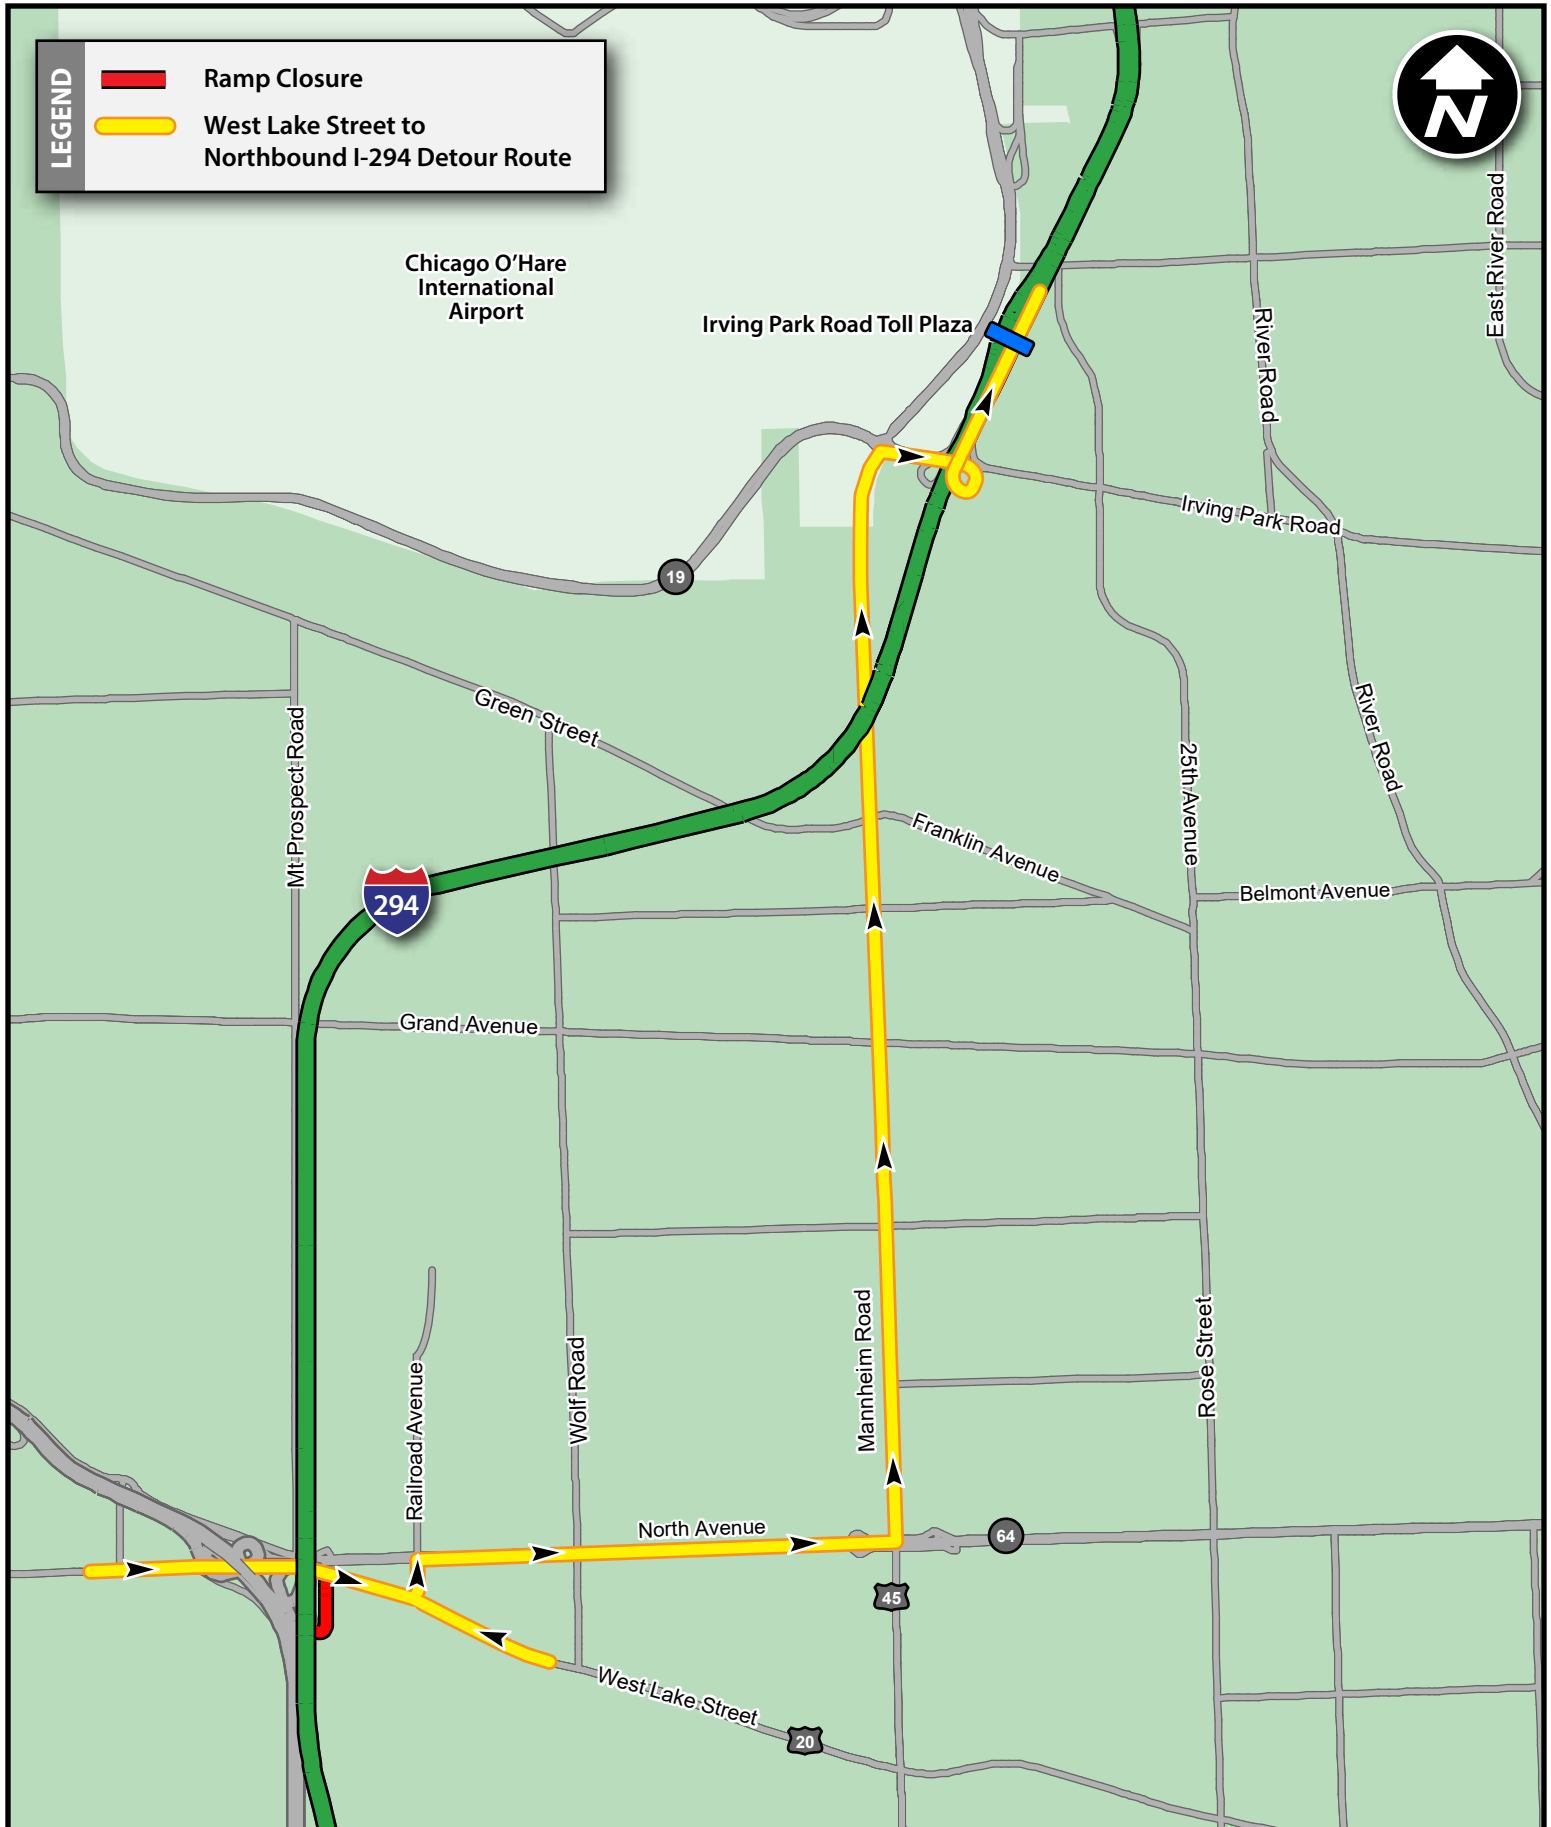 LEGEND
Ramp Closure
West Lake Street to
Northbound I-294 Detour Route
N
Chicago O’Hare
International
Airport
Irving Park Road Toll Plaza
East River Road
River Road
Irving Park Road
19
Green Street
Mt Prospect Road
River Road
25th Avenue
Franklin Avenue
Belmont Avenue
294
Grand Avenue
Mannheim Road
Rose Street
Wolf Road
Railroad Avenue
North Avenue
64
45
West Lake Street
20